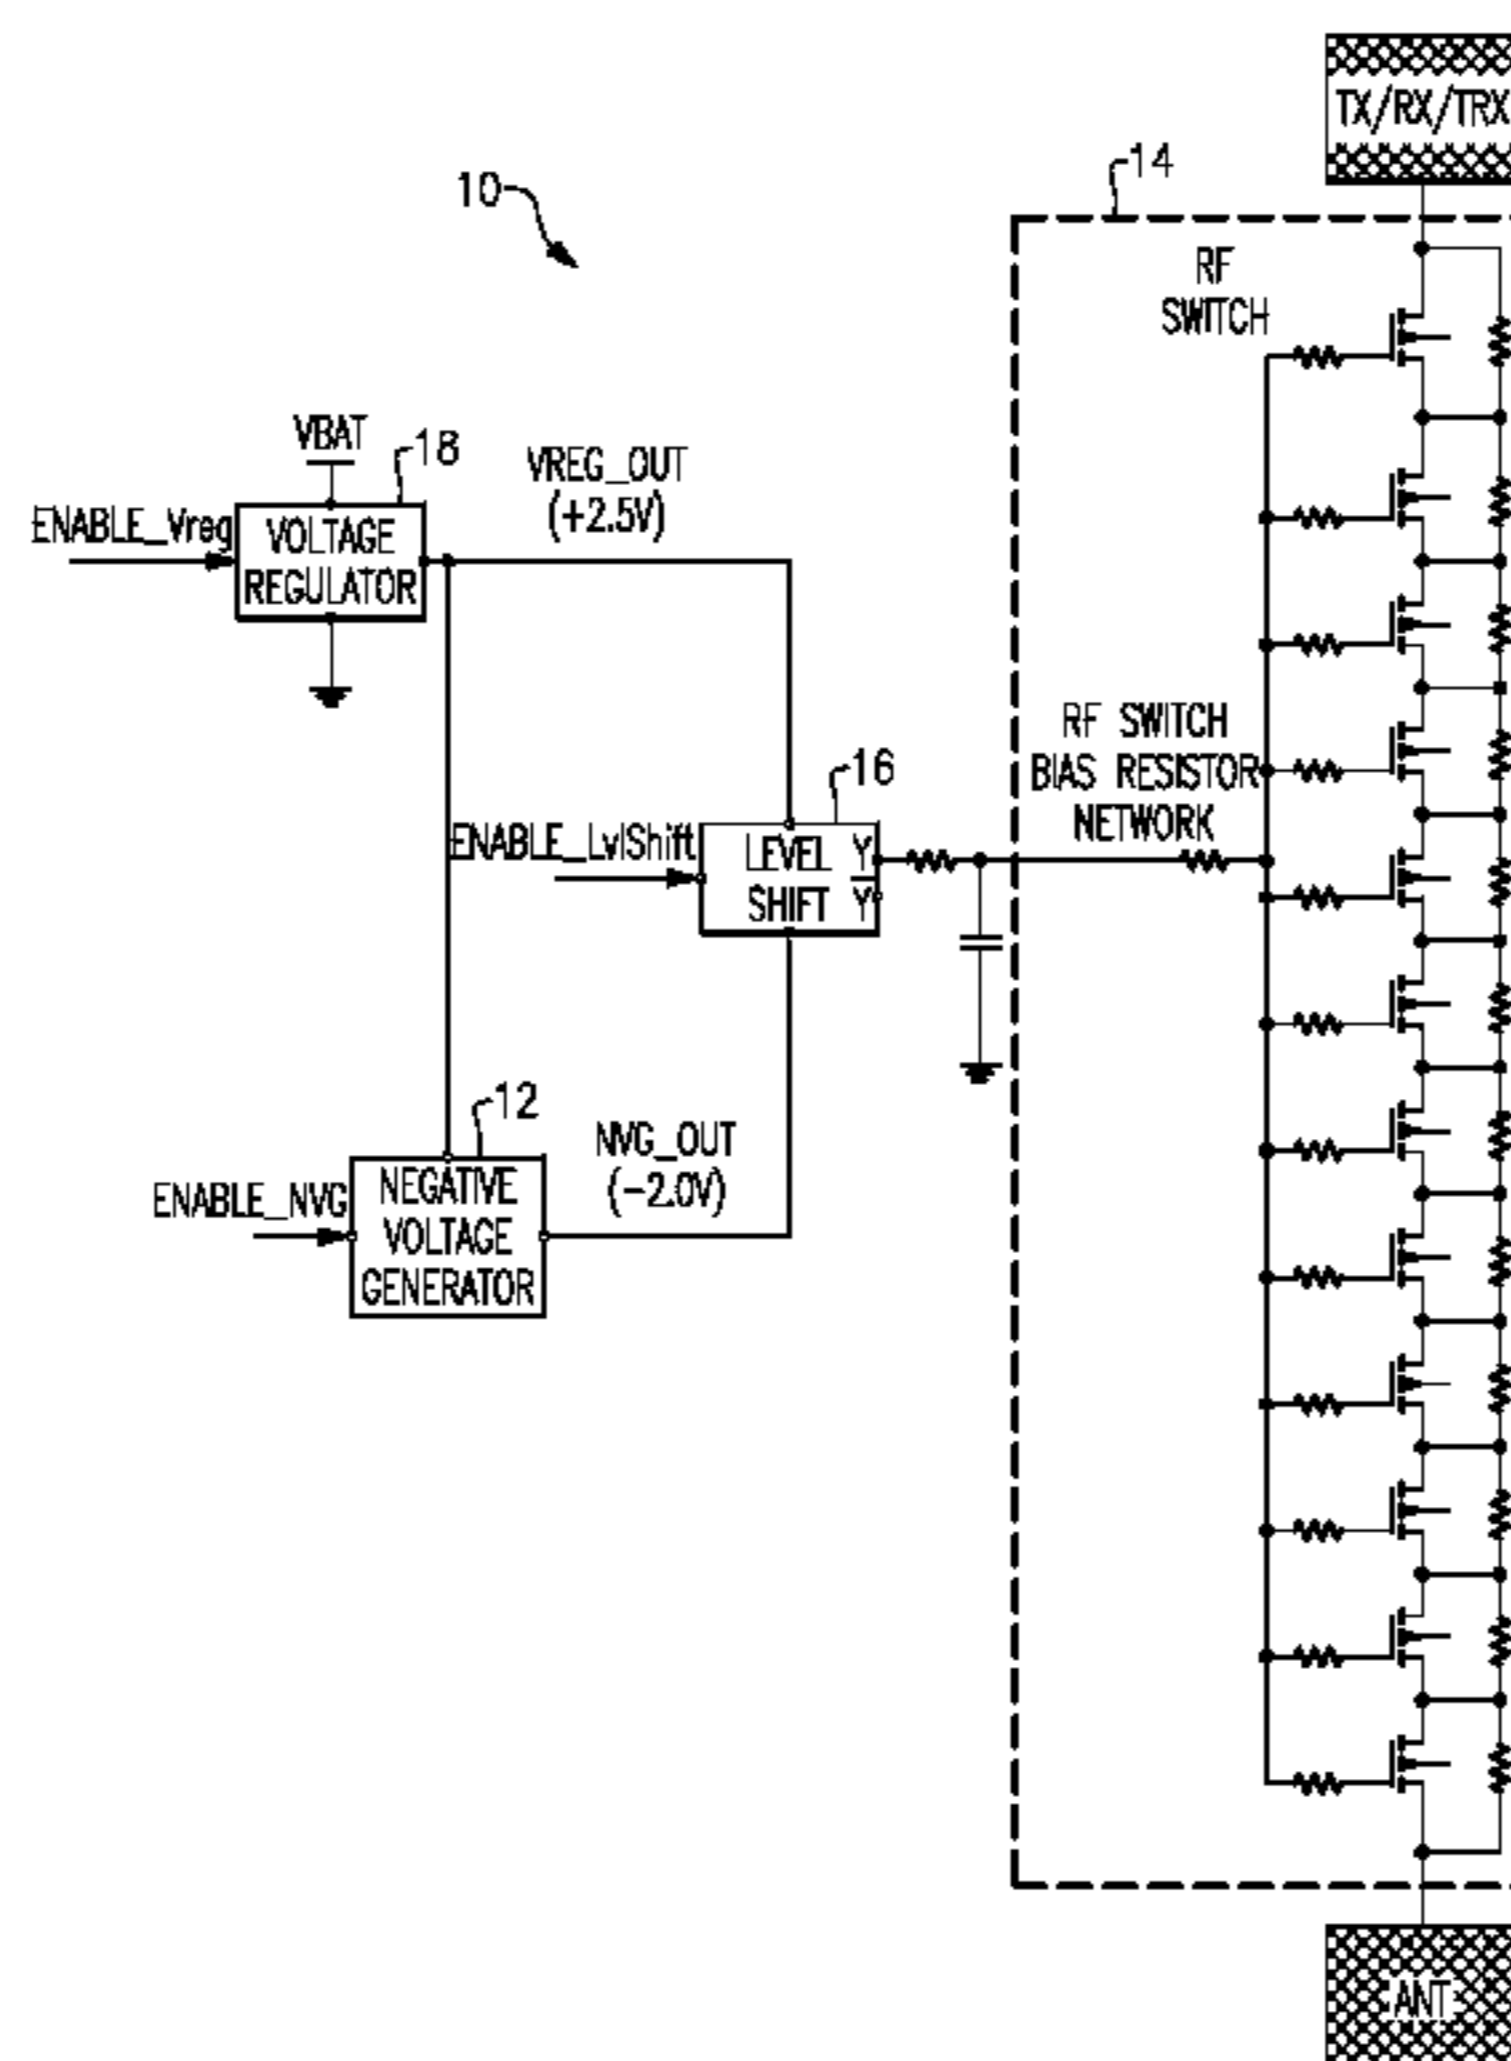 TX/RX/TRX
14
10
RF
SWITCH
VBAT
18
VREG_OUT
(+2.5V)
ENABLE_Vreg
VOLTAGE
REGULATOR
RF SWITCH
BIAS RESISTOR
NETWORK
16
ENABLE_LvlShift
LEVEL Y
SHIFT Y̅
12
NVG_OUT
(-2.0V)
ENABLE_NVG
NEGATIVE
VOLTAGE
GENERATOR
ANT